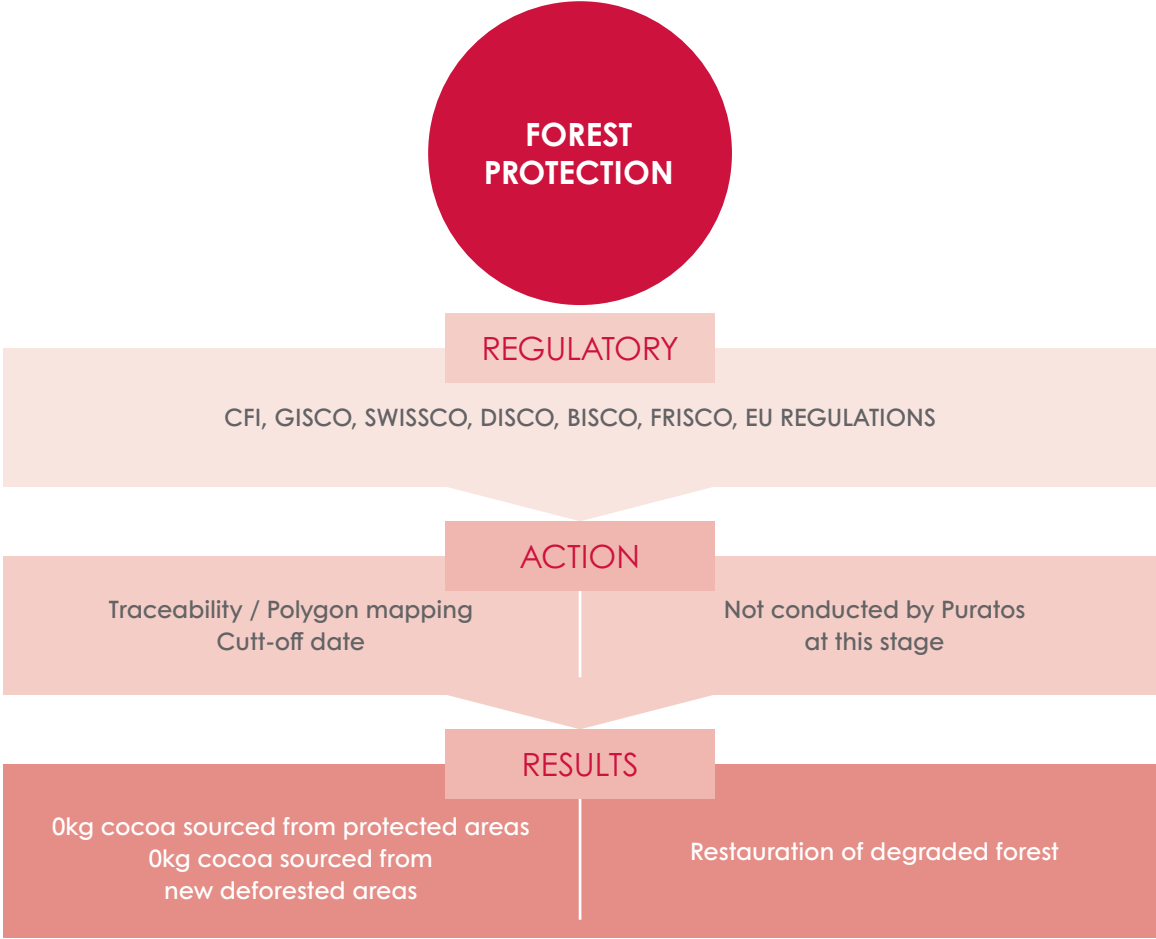 FOREST
PROTECTION
REGULATORY
CFI, GISCO, SWISSCO, DISCO, BISCO, FRISCO, EU REGULATIONS
ACTION
Traceability / Polygon mapping
Cutt-off date
Not conducted by Puratos
at this stage
RESULTS
0kg cocoa sourced from protected areas
0kg cocoa sourced from
new deforested areas
Restauration of degraded forest